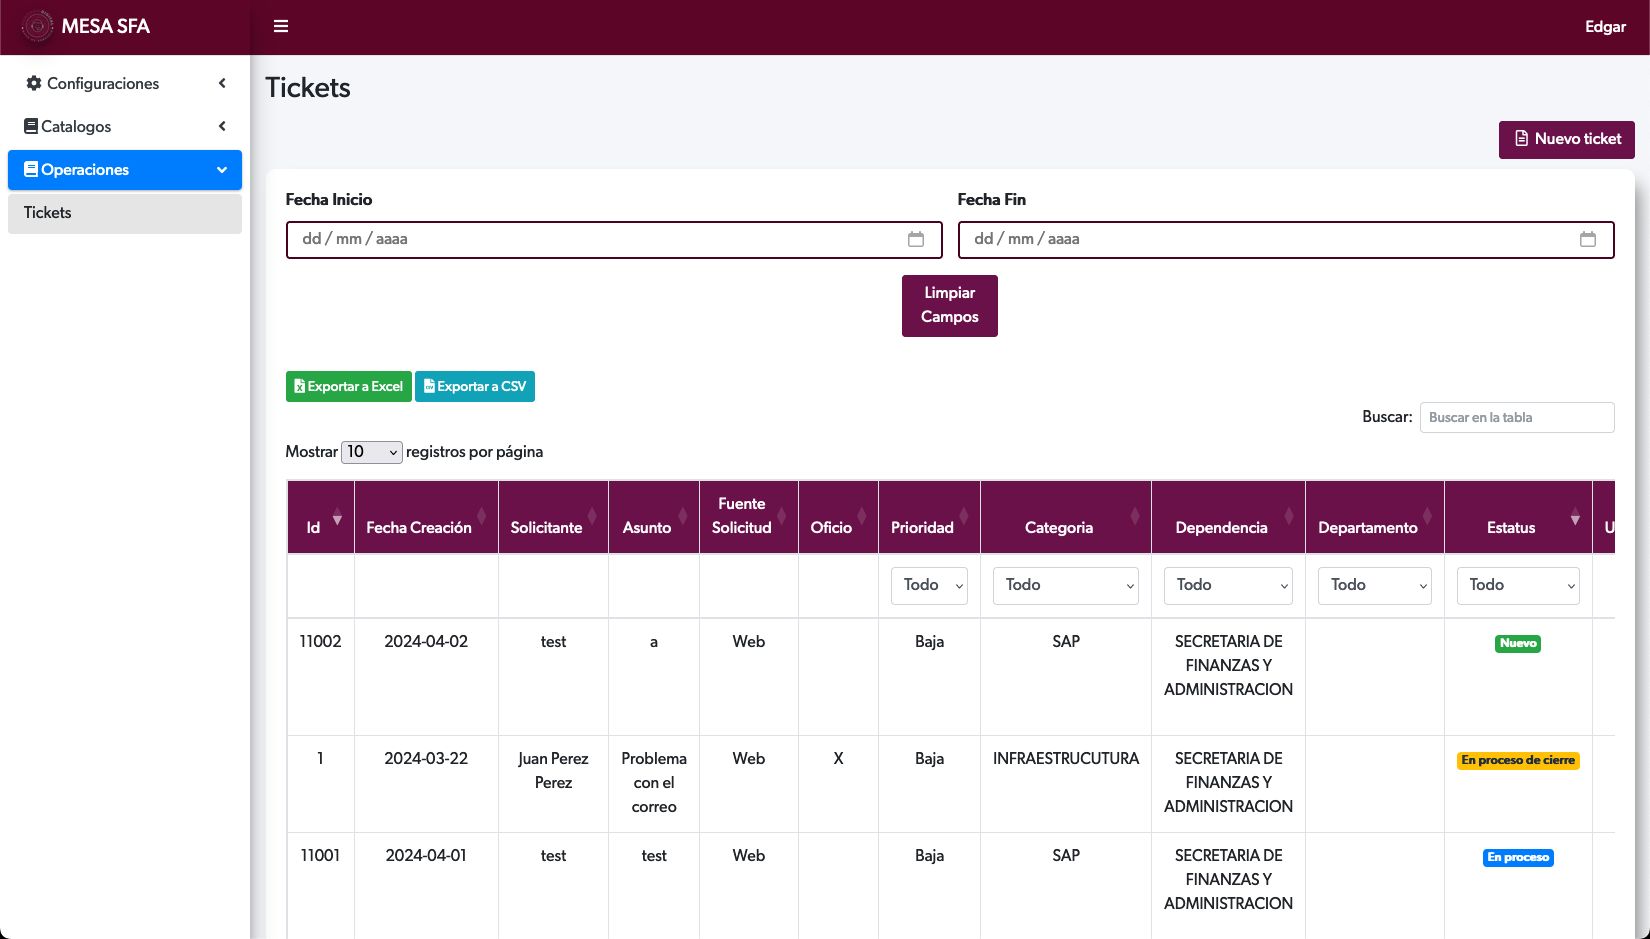 MESA SFA
Edgar
Configuraciones
Catalogos
Operaciones
Tickets
Tickets
Nuevo ticket
Fecha Inicio
Fecha Fin
dd / mm / aaaa
dd / mm / aaaa
Limpiar
Campos
Exportar a Excel
Exportar a CSV
Buscar:
Buscar en la tabla
Mostrar 10 registros por página
Id
Fecha Creación
Solicitante
Asunto
Fuente
Solicitud
Oficio
Prioridad
Categoria
Dependencia
Departamento
Estatus
U
Todo
Todo
Todo
Todo
Todo
11002
2024-04-02
test
a
Web
Baja
SAP
SECRETARIA DE
FINANZAS Y
ADMINISTRACION
Nuevo
1
2024-03-22
Juan Perez
Perez
Problema
con el
correo
Web
X
Baja
INFRAESTRUCUTURA
SECRETARIA DE
FINANZAS Y
ADMINISTRACION
En proceso de cierre
11001
2024-04-01
test
test
Web
Baja
SAP
SECRETARIA DE
FINANZAS Y
ADMINISTRACION
En proceso